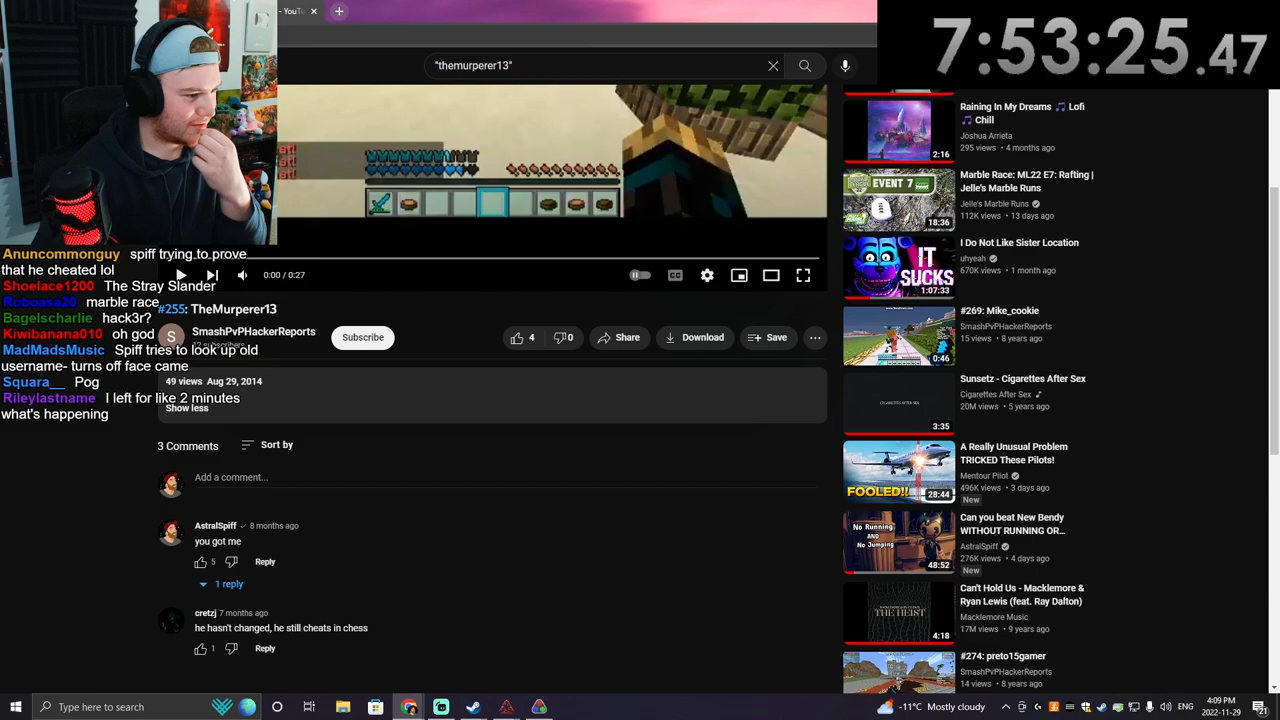 - YouTu
7:53:25.47
"themurperer13"
at!
at!
at!
Anuncommonguy spiff trying to prove
that he cheated lol
Shoelace1200 The Stray Slander
Roboasa20 marble race
Bagelscharlie hack3r?
Kiwibanana010 oh god
MadMadsMusic Spiff tries to look up old
username- turns off face came
Squara__ Pog
Rileylastname I left for like 2 minutes
what's happening
0:00 / 0:27
#255: TheMurperer13
S
SmashPvPHackerReports
Subscribe
4
0
Share
Download
Save
49 views Aug 29, 2014
Show less
3 Comments
Sort by
Add a comment...
AstralSpiff 8 months ago
you got me
5
Reply
1 reply
cretzj 7 months ago
he hasn't changed, he still cheats in chess
1
Reply
Raining In My Dreams 🎵 Lofi
🎵 Chill
Joshua Arrieta
295 views • 4 months ago
2:16
EVENT 7
18:36
Marble Race: ML22 E7: Rafting |
Jelle's Marble Runs
Jelle's Marble Runs
112K views • 13 days ago
IT
SUCKS
1:07:33
I Do Not Like Sister Location
uhyeah
670K views • 1 month ago
0:46
#269: Mike_cookie
SmashPvPHackerReports
15 views • 8 years ago
CIGARETTES AFTER SEX
3:35
Sunsetz - Cigarettes After Sex
Cigarettes After Sex
20M views • 5 years ago
FOOLED!!
28:44
A Really Unusual Problem
TRICKED These Pilots!
Mentour Pilot
496K views • 3 days ago
New
No Running
AND
No Jumping
48:52
Can you beat New Bendy
WITHOUT RUNNING OR...
AstralSpiff
276K views • 4 days ago
New
THE HEIST
4:18
Can't Hold Us - Macklemore &
Ryan Lewis (feat. Ray Dalton)
Macklemore Music
17M views • 9 years ago
#274: preto15gamer
SmashPvPHackerReports
14 views • 8 years ago
Type here to search
-11°C Mostly cloudy
ENG
4:09 PM
2022-11-29
21